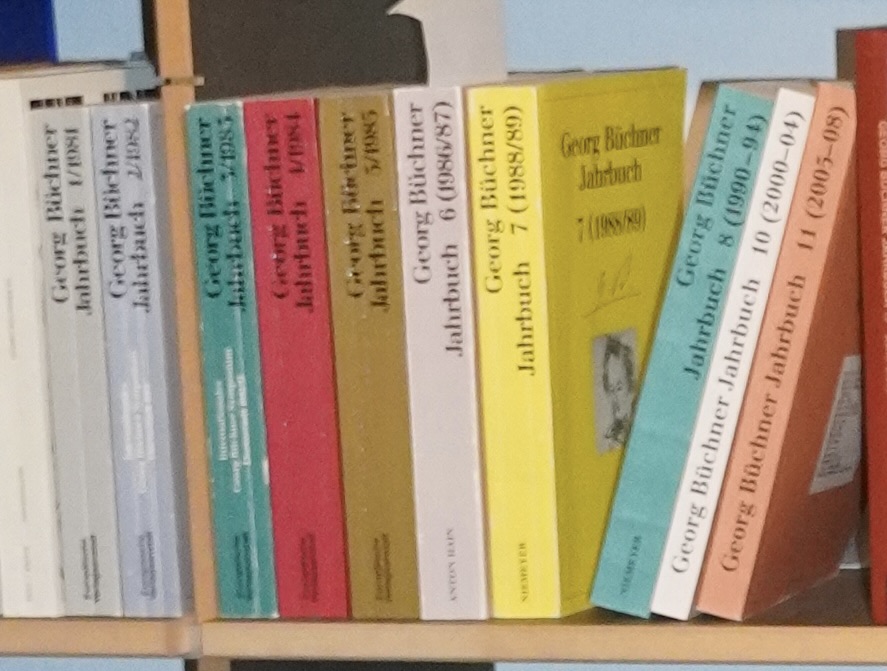 Georg Büchner
Jahrbuch 1/1981
Georg Büchner
Jahrbuch 2/1982
Georg Büchner
Jahrbuch 3/1983
Georg Büchner
Jahrbuch 4/1984
Georg Büchner
Jahrbuch 5/1985
Georg Büchner
Jahrbuch 6 (1986/87)
ANTON HAIN
Georg Büchner
Jahrbuch 7 (1988/89)
NIEMEYER
Georg Büchner
Jahrbuch
7 (1988/89)
Georg Büchner
Jahrbuch 8 (1990–94)
NIEMEYER
Georg Büchner Jahrbuch 10 (2000–04)
Georg Büchner Jahrbuch 11 (2005–08)